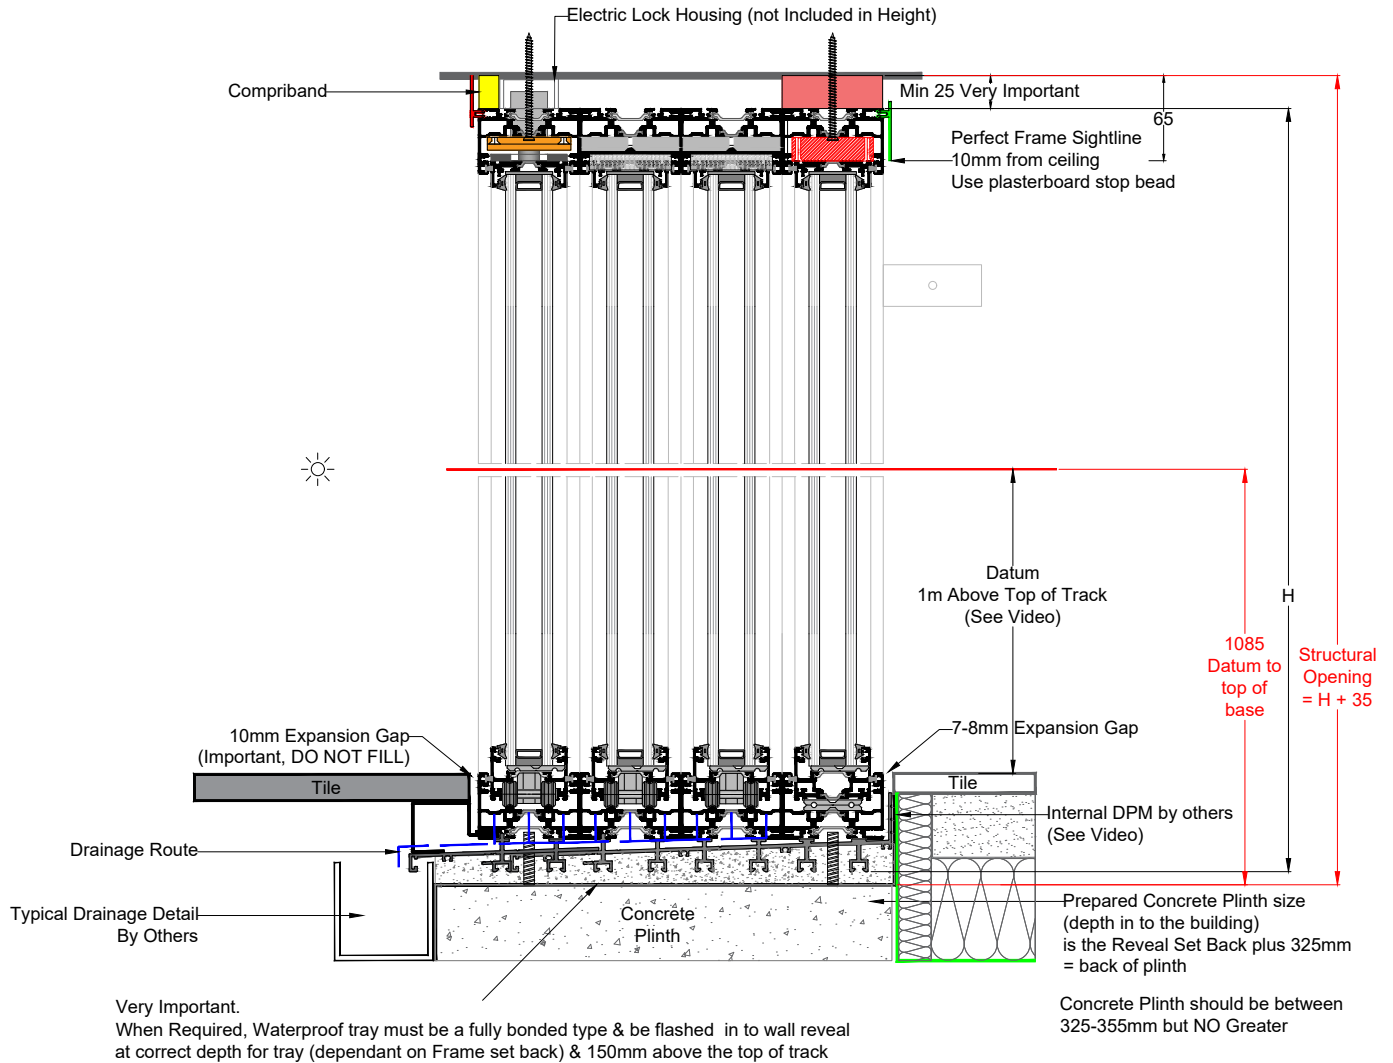 Electric Lock Housing (not Included in Height)
Compriband
Min 25 Very Important
65
Perfect Frame Sightline
10mm from ceiling
Use plasterboard stop bead
Datum
1m Above Top of Track
(See Video)
H
1085
Datum to
top of
base
Structural
Opening
= H + 35
10mm Expansion Gap
(Important, DO NOT FILL)
7-8mm Expansion Gap
Tile
Tile
Internal DPM by others
(See Video)
Drainage Route
Typical Drainage Detail
By Others
Concrete
Plinth
Prepared Concrete Plinth size
(depth in to the building)
is the Reveal Set Back plus 325mm
= back of plinth
Concrete Plinth should be between
325-355mm but NO Greater
Very Important.
When Required, Waterproof tray must be a fully bonded type & be flashed in to wall reveal
at correct depth for tray (dependant on Frame set back) & 150mm above the top of track